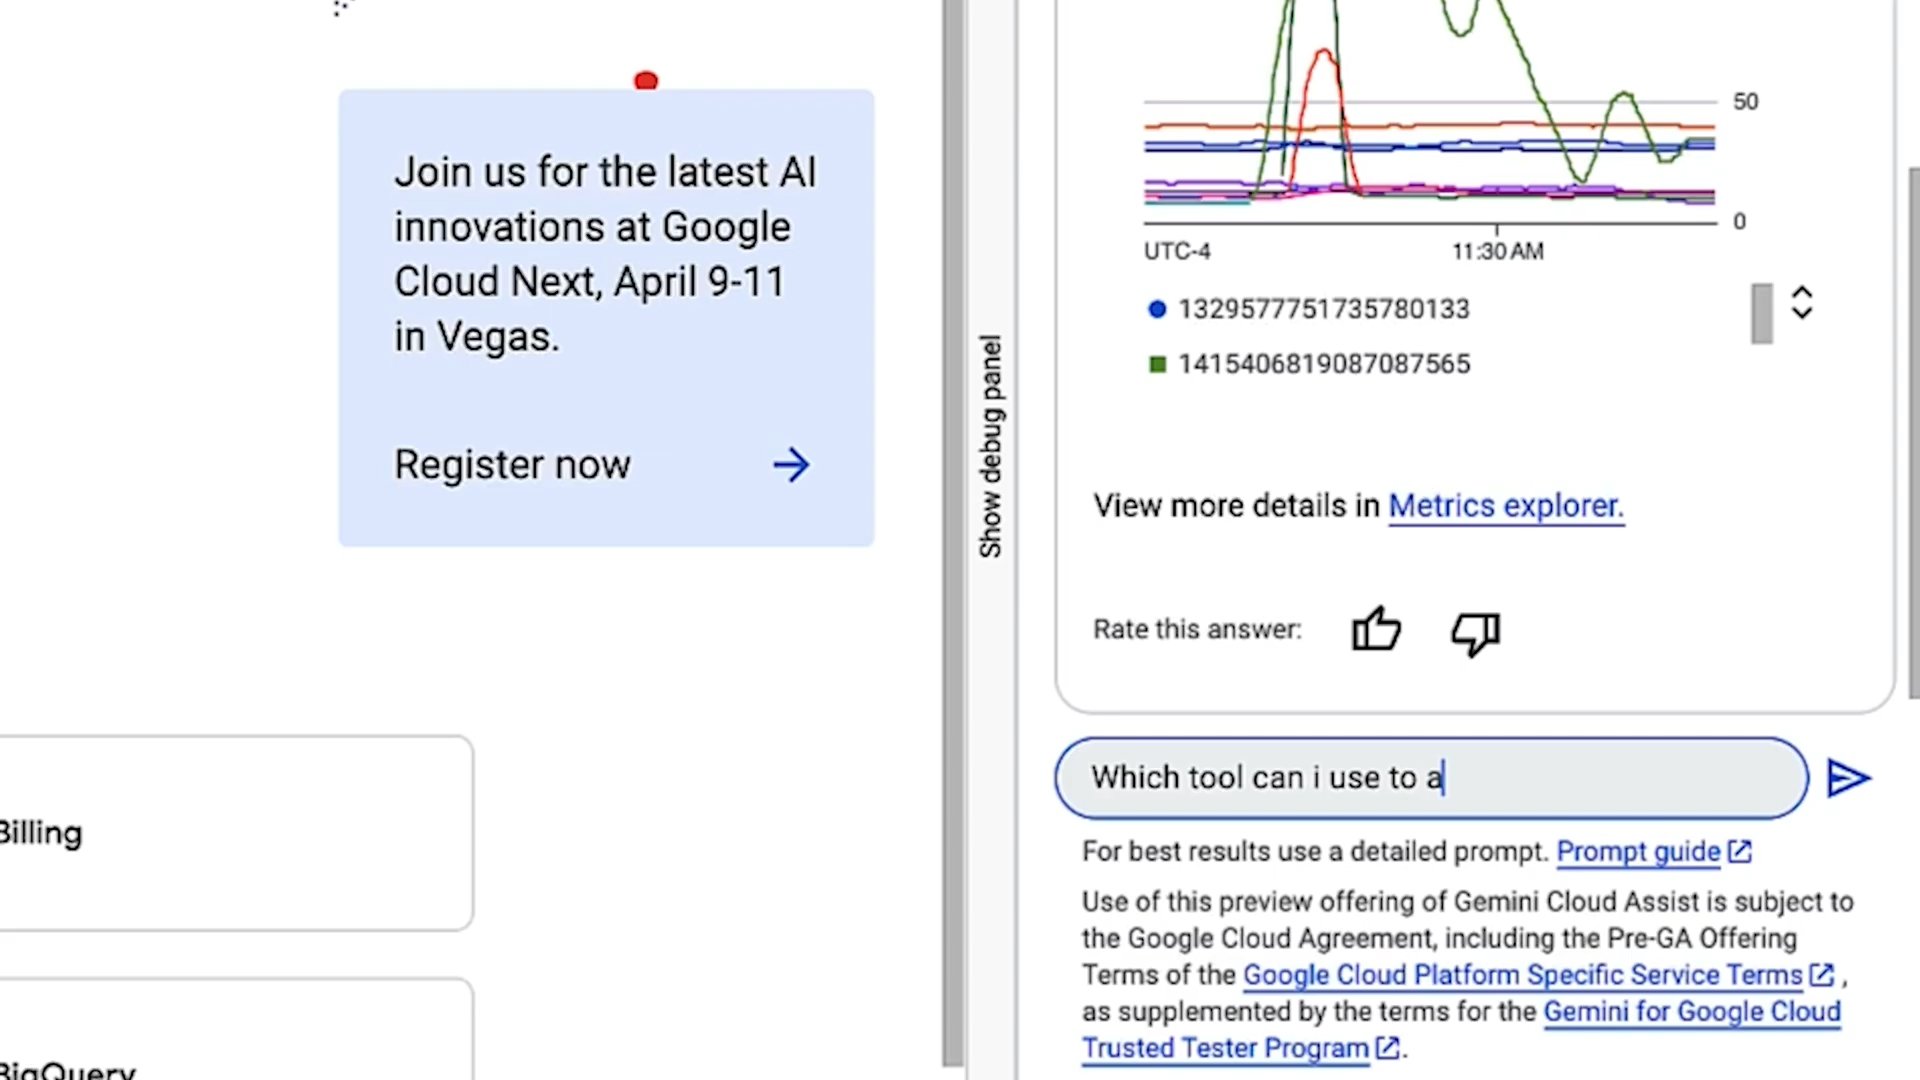 Join us for the latest AI
innovations at Google
Cloud Next, April 9-11
in Vegas.
Register now
Billing
BigQuery
Show debug panel
50
0
UTC-4
11:30 AM
1329577751735780133
1415406819087087565
View more details in Metrics explorer.
Rate this answer:
Which tool can i use to a
For best results use a detailed prompt. Prompt guide
Use of this preview offering of Gemini Cloud Assist is subject to
the Google Cloud Agreement, including the Pre-GA Offering
Terms of the Google Cloud Platform Specific Service Terms ,
as supplemented by the terms for the Gemini for Google Cloud
Trusted Tester Program .